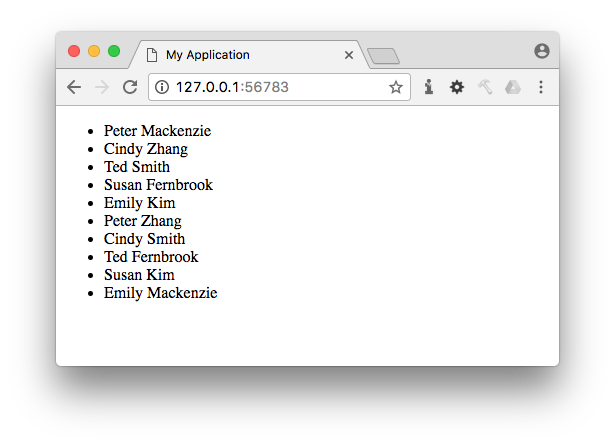 My Application
127.0.0.1:56783
Peter Mackenzie
Cindy Zhang
Ted Smith
Susan Fernbrook
Emily Kim
Peter Zhang
Cindy Smith
Ted Fernbrook
Susan Kim
Emily Mackenzie